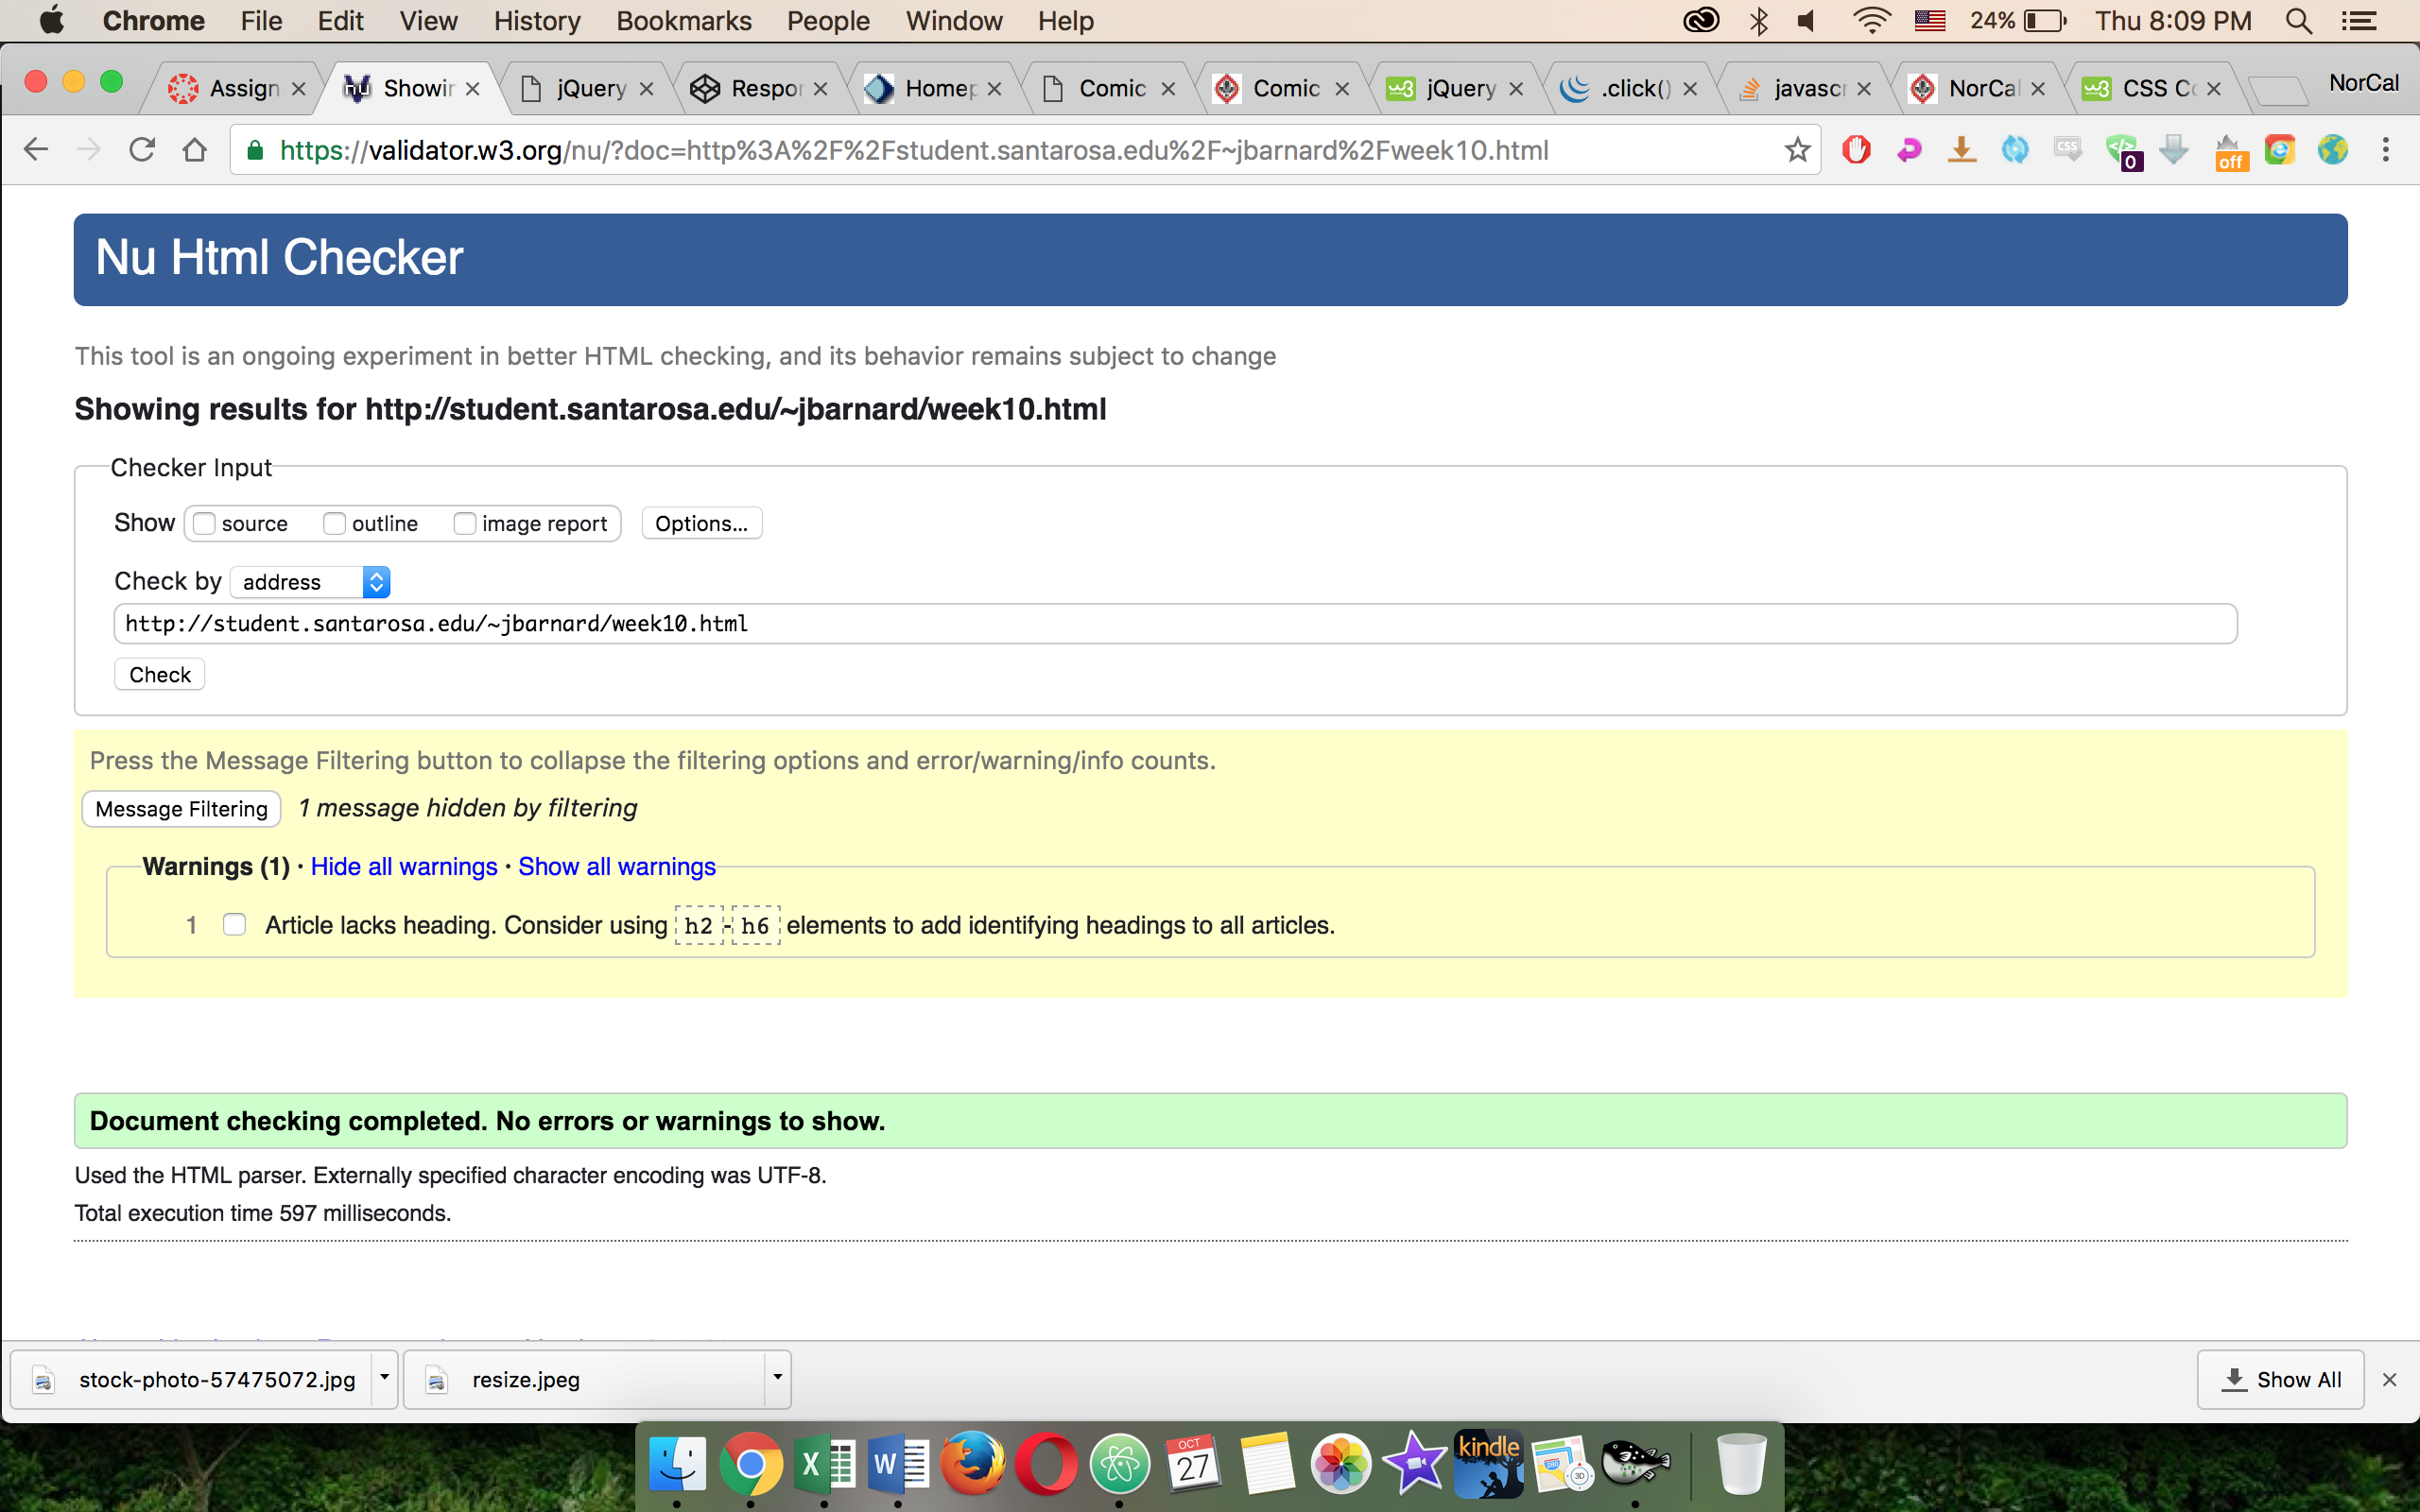 Chrome File Edit View History Bookmarks People Window Help 24% Thu 8:09 PM
Assign Showin jQuery Respor Homep Comic Comic jQuery .click() javascr NorCal CSS Co NorCal
https://validator.w3.org/nu/?doc=http%3A%2F%2Fstudent.santarosa.edu%2F~jbarnard%2Fweek10.html CSS 0 off
Nu Html Checker
This tool is an ongoing experiment in better HTML checking, and its behavior remains subject to change
Showing results for http://student.santarosa.edu/~jbarnard/week10.html
Checker Input
Show source outline image report Options...
Check by address
http://student.santarosa.edu/~jbarnard/week10.html
Check
Press the Message Filtering button to collapse the filtering options and error/warning/info counts.
Message Filtering 1 message hidden by filtering
Warnings (1) · Hide all warnings · Show all warnings
1 Article lacks heading. Consider using h2-h6 elements to add identifying headings to all articles.
Document checking completed. No errors or warnings to show.
Used the HTML parser. Externally specified character encoding was UTF-8.
Total execution time 597 milliseconds.
stock-photo-57475072.jpg resize.jpeg Show All
OCT 27 kindle 3D